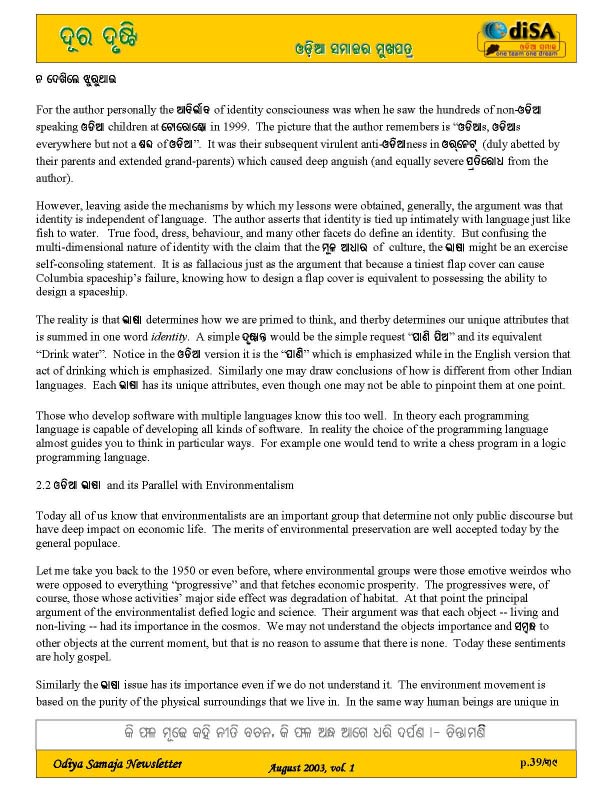 ଦୂର ଦୃଷ୍ଟି
ଓଡ଼ିଆ ସମାଜର ମୁଖପତ୍ର
odiSA
ଓଡ଼ିଆ ସମାଜ
one team one dream
ନ ଦେଖିଲେ ଝୁରୁଥାଇ
For the author personally the ଆବିର୍ଭାବ of identity consciouness was when he saw the hundreds of non-ଓଡିଆ
speaking ଓଡିଆ children at ଟୋରୋଣ୍ଟୋ in 1999. The picture that the author remembers is “ଓଡିଆs, ଓଡିଆs
everywhere but not a ଶବ୍ଦ of ଓଡିଆ”. It was their subsequent virulent anti-ଓଡିଆness in ଓର୍‌ନେଟ୍ (duly abetted by
their parents and extended grand-parents) which caused deep anguish (and equally severe ପ୍ରତିରୋଧ from the
author).
However, leaving aside the mechanisms by which my lessons were obtained, generally, the argument was that
identity is independent of language. The author asserts that identity is tied up intimately with language just like
fish to water. True food, dress, behaviour, and many other facets do define an identity. But confusing the
multi-dimensional nature of identity with the claim that the ମୂଳ ଆଧାର of culture, the ଭାଷା might be an exercise
self-consoling statement. It is as fallacious just as the argument that because a tiniest flap cover can cause
Columbia spaceship’s failure, knowing how to design a flap cover is equivalent to possessing the ability to
design a spaceship.
The reality is that ଭାଷା determines how we are primed to think, and therby determines our unique attributes that
is summed in one word identity. A simple ଦୃଷ୍ଟାନ୍ତ would be the simple request “ପାଣି ପିଅ” and its equivalent
“Drink water”. Notice in the ଓଡିଆ version it is the “ପାଣି” which is emphasized while in the English version that
act of drinking which is emphasized. Similarly one may draw conclusions of how is different from other Indian
languages. Each ଭାଷା has its unique attributes, even though one may not be able to pinpoint them at one point.
Those who develop software with multiple languages know this too well. In theory each programming
language is capable of developing all kinds of software. In reality the choice of the programming language
almost guides you to think in particular ways. For example one would tend to write a chess program in a logic
programming language.
2.2 ଓଡିଆ ଭାଷା and its Parallel with Environmentalism
Today all of us know that environmentalists are an important group that determine not only public discourse but
have deep impact on economic life. The merits of environmental preservation are well accepted today by the
general populace.
Let me take you back to the 1950 or even before, where environmental groups were those emotive weirdos who
were opposed to everything “progressive” and that fetches economic prosperity. The progressives were, of
course, those whose activities’ major side effect was degradation of habitat. At that point the principal
argument of the environmentalist defied logic and science. Their argument was that each object -- living and
non-living -- had its importance in the cosmos. We may not understand the objects importance and ସମ୍ବନ୍ଧ to
other objects at the current moment, but that is no reason to assume that there is none. Today these sentiments
are holy gospel.
Similarly the ଭାଷା issue has its importance even if we do not understand it. The environment movement is
based on the purity of the physical surroundings that we live in. In the same way human beings are unique in
କି ଫଳ ମୂଢେ କହି ନୀତି ବଚନ, କି ଫଳ ଅନ୍ଧ ଆଗେ ଧରି ଦର୍ପଣ ।- ଚିନ୍ତାମଣି
Odiya Samaja Newsletter
August 2003, vol. 1
p.39/୩୯